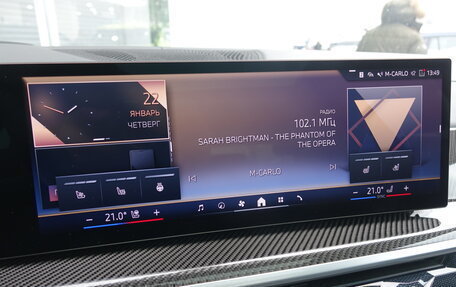 M-CARLO
13:49
22
ЯНВАРЬ
ЧЕТВЕРГ
РАДИО
102.1 МГц
SARAH BRIGHTMAN - THE PHANTOM OF
THE OPERA
M-CARLO
− 21.0° +
− 21.0° +